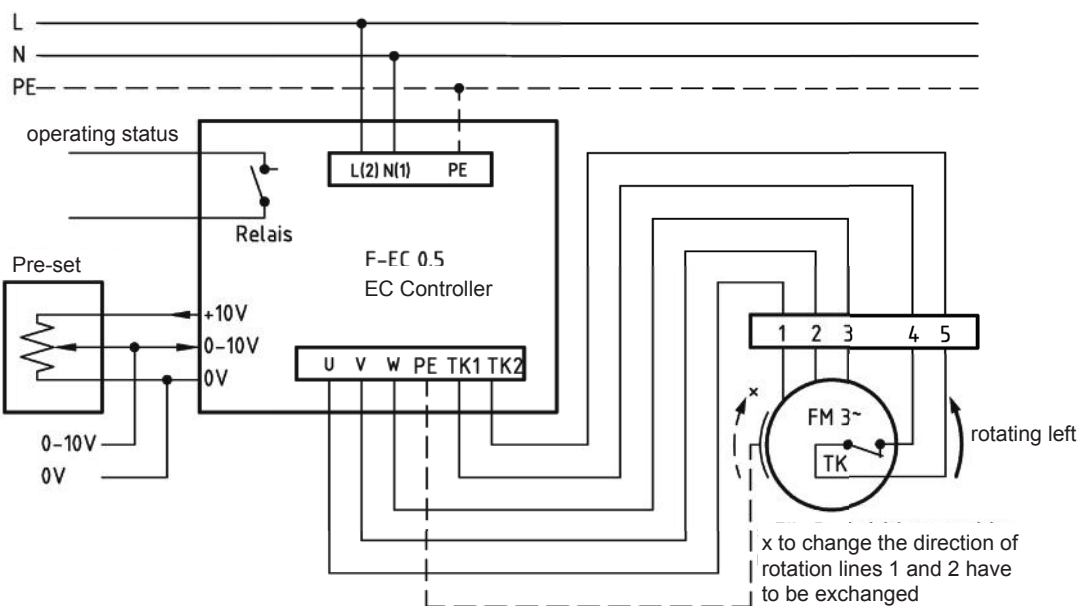 L
N
PE
operating status
L(2) N(1) PE
Relais
Pre-set
F-EC 0.5
EC Controller
+10V
0-10V
0V
U V W PE TK1 TK2
1 2 3 4 5
x
FM 3~
TK
rotating left
0-10V
0V
x to change the direction of
rotation lines 1 and 2 have
to be exchanged